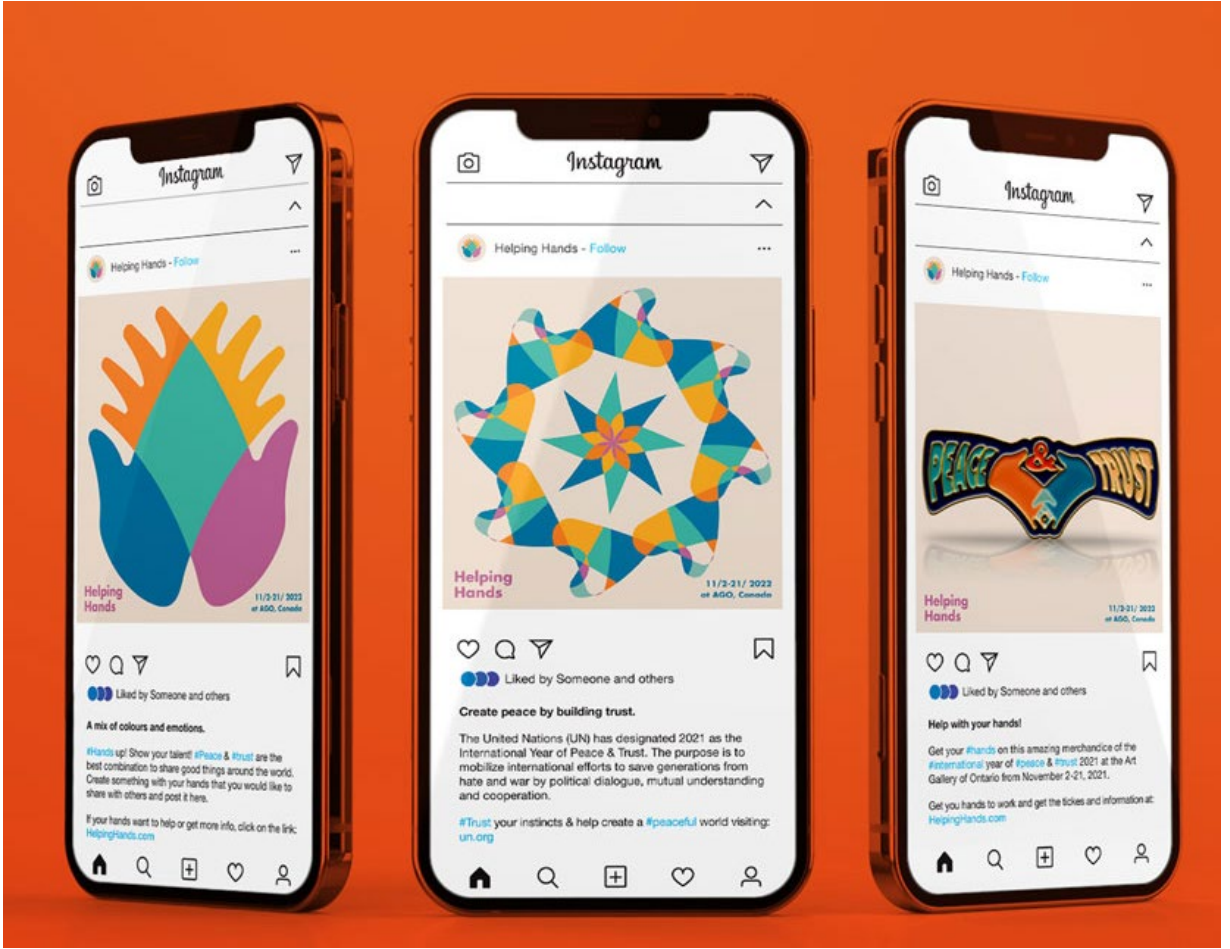 Instagram
Helping Hands - Follow
Helping
Hands
11/2-21/ 2022
at AGO, Canada
Liked by Someone and others
A mix of colours and emotions.
#Hands up! Show your talent! #Peace & #trust are the
best combination to share good things around the world.
Create something with your hands that you would like to
share with others and post it here.
If your hands want to help or get more info, click on the link:
HelpingHands.com
Instagram
Helping Hands - Follow
Helping
Hands
11/2-21/ 2022
at AGO, Canada
Liked by Someone and others
Create peace by building trust.
The United Nations (UN) has designated 2021 as the
International Year of Peace & Trust. The purpose is to
mobilize international efforts to save generations from
hate and war by political dialogue, mutual understanding
and cooperation.
#Trust your instincts & help create a #peaceful world visiting:
un.org
Instagram
Helping Hands - Follow
PEACE & TRUST
Helping
Hands
11/2-21/ 2022
at AGO, Canada
Liked by Someone and others
Help with your hands!
Get your #hands on this amazing merchandice of the
#international year of #peace & #trust 2021 at the Art
Gallery of Ontario from November 2-21, 2021.
Get you hands to work and get the tickes and information at:
HelpingHands.com